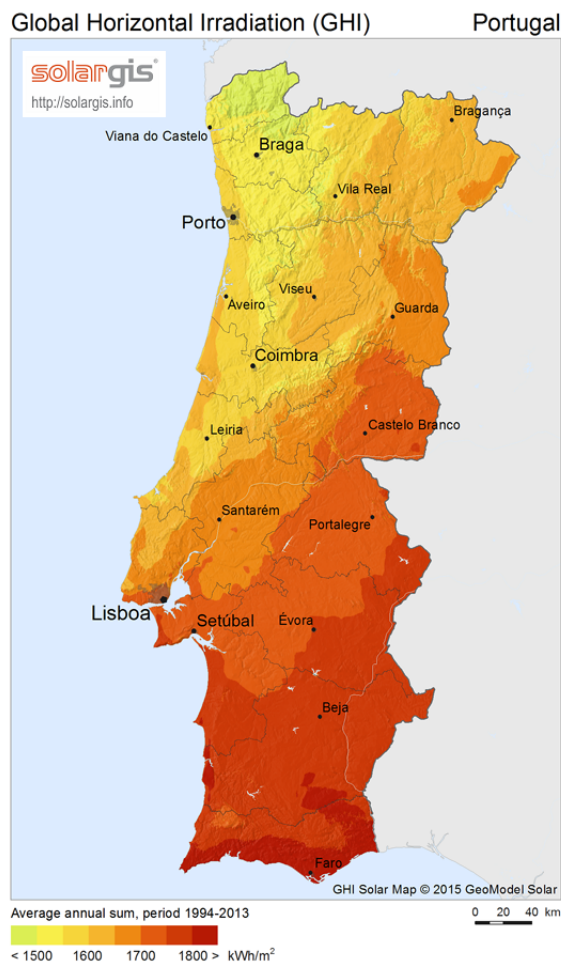 Global Horizontal Irradiation (GHI) Portugal
solargis
http://solargis.info
Bragança
Viana do Castelo
Braga
Vila Real
Porto
Aveiro
Viseu
Guarda
Coimbra
Leiria
Castelo Branco
Santarém
Portalegre
Lisboa
Setúbal
Évora
Beja
Faro
GHI Solar Map © 2015 GeoModel Solar
Average annual sum, period 1994-2013
0 20 40 km
< 1500 1600 1700 1800 > kWh/m²